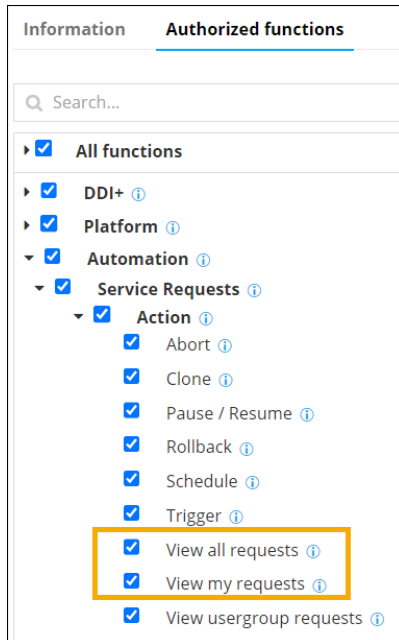 Information Authorized functions
Search...
All functions
DDI+
Platform
Automation
Service Requests
Action
Abort
Clone
Pause / Resume
Rollback
Schedule
Trigger
View all requests
View my requests
View usergroup requests